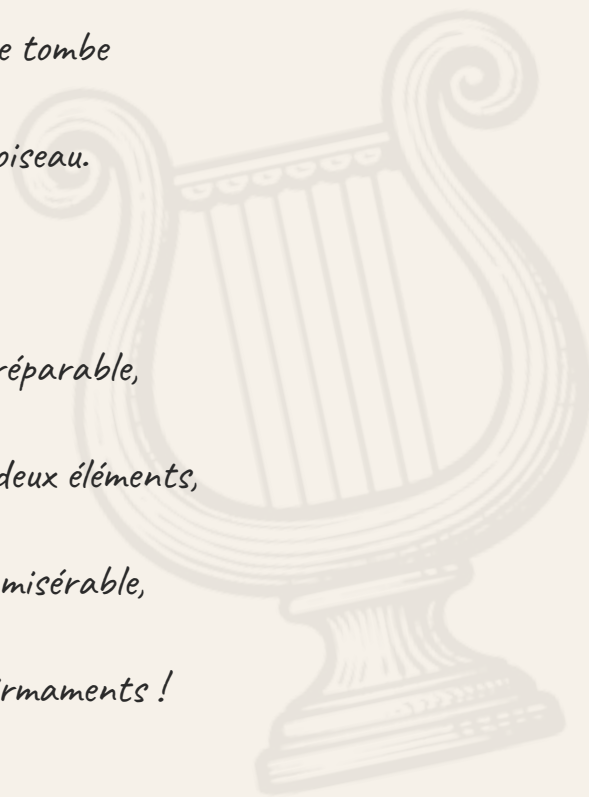 e tombe
oiseau.
réparable,
deux éléments,
misérable,
rmaments !